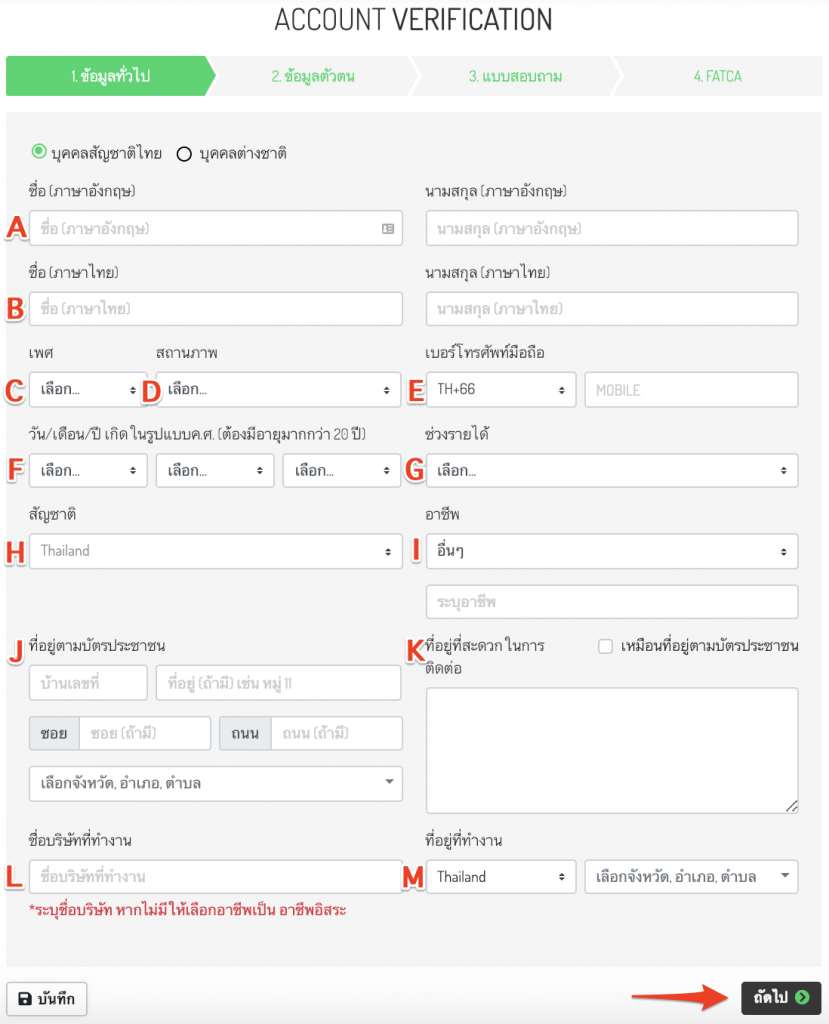 ACCOUNT VERIFICATION
1. ข้อมูลทั่วไป 2. ข้อมูลตัวตน 3. แบบสอบถาม 4. FATCA
บุคคลสัญชาติไทย บุคคลต่างชาติ
ชื่อ (ภาษาอังกฤษ) นามสกุล (ภาษาอังกฤษ)
A ชื่อ (ภาษาอังกฤษ) นามสกุล (ภาษาอังกฤษ)
ชื่อ (ภาษาไทย) นามสกุล (ภาษาไทย)
B ชื่อ (ภาษาไทย) นามสกุล (ภาษาไทย)
เพศ สถานภาพ เบอร์โทรศัพท์มือถือ
C เลือก... D เลือก... E TH+66 MOBILE
วัน/เดือน/ปี เกิด ในรูปแบบค.ศ. (ต้องมีอายุมากกว่า 20 ปี) ช่วงรายได้
F เลือก... เลือก... เลือก... G เลือก...
สัญชาติ อาชีพ
H Thailand I อื่นๆ
ระบุอาชีพ
J ที่อยู่ตามบัตรประชาชน K ที่อยู่ที่สะดวก ในการ เหมือนที่อยู่ตามบัตรประชาชน
ติดต่อ
บ้านเลขที่ ที่อยู่ (ถ้ามี) เช่น หมู่ 11
ซอย ซอย (ถ้ามี) ถนน ถนน (ถ้ามี)
เลือกจังหวัด, อำเภอ, ตำบล
ชื่อบริษัทที่ทำงาน ที่อยู่ที่ทำงาน
L ชื่อบริษัทที่ทำงาน M Thailand เลือกจังหวัด, อำเภอ, ตำบล
*ระบุชื่อบริษัท หากไม่มี ให้เลือกอาชีพเป็น อาชีพอิสระ
บันทึก ถัดไป